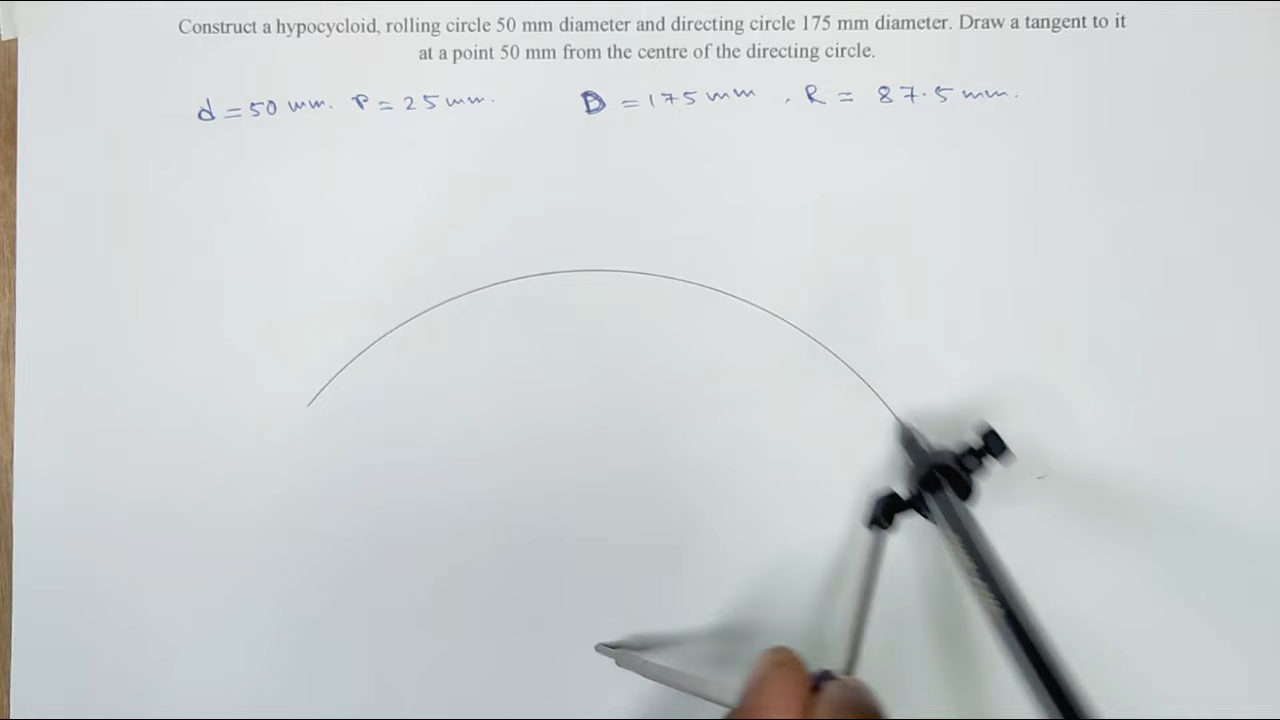 Construct a hypocycloid, rolling circle 50 mm diameter and directing circle 175 mm diameter. Draw a tangent to it
at a point 50 mm from the centre of the directing circle.
d = 50 mm. r = 25 mm. D = 175 mm , R = 87.5 mm.